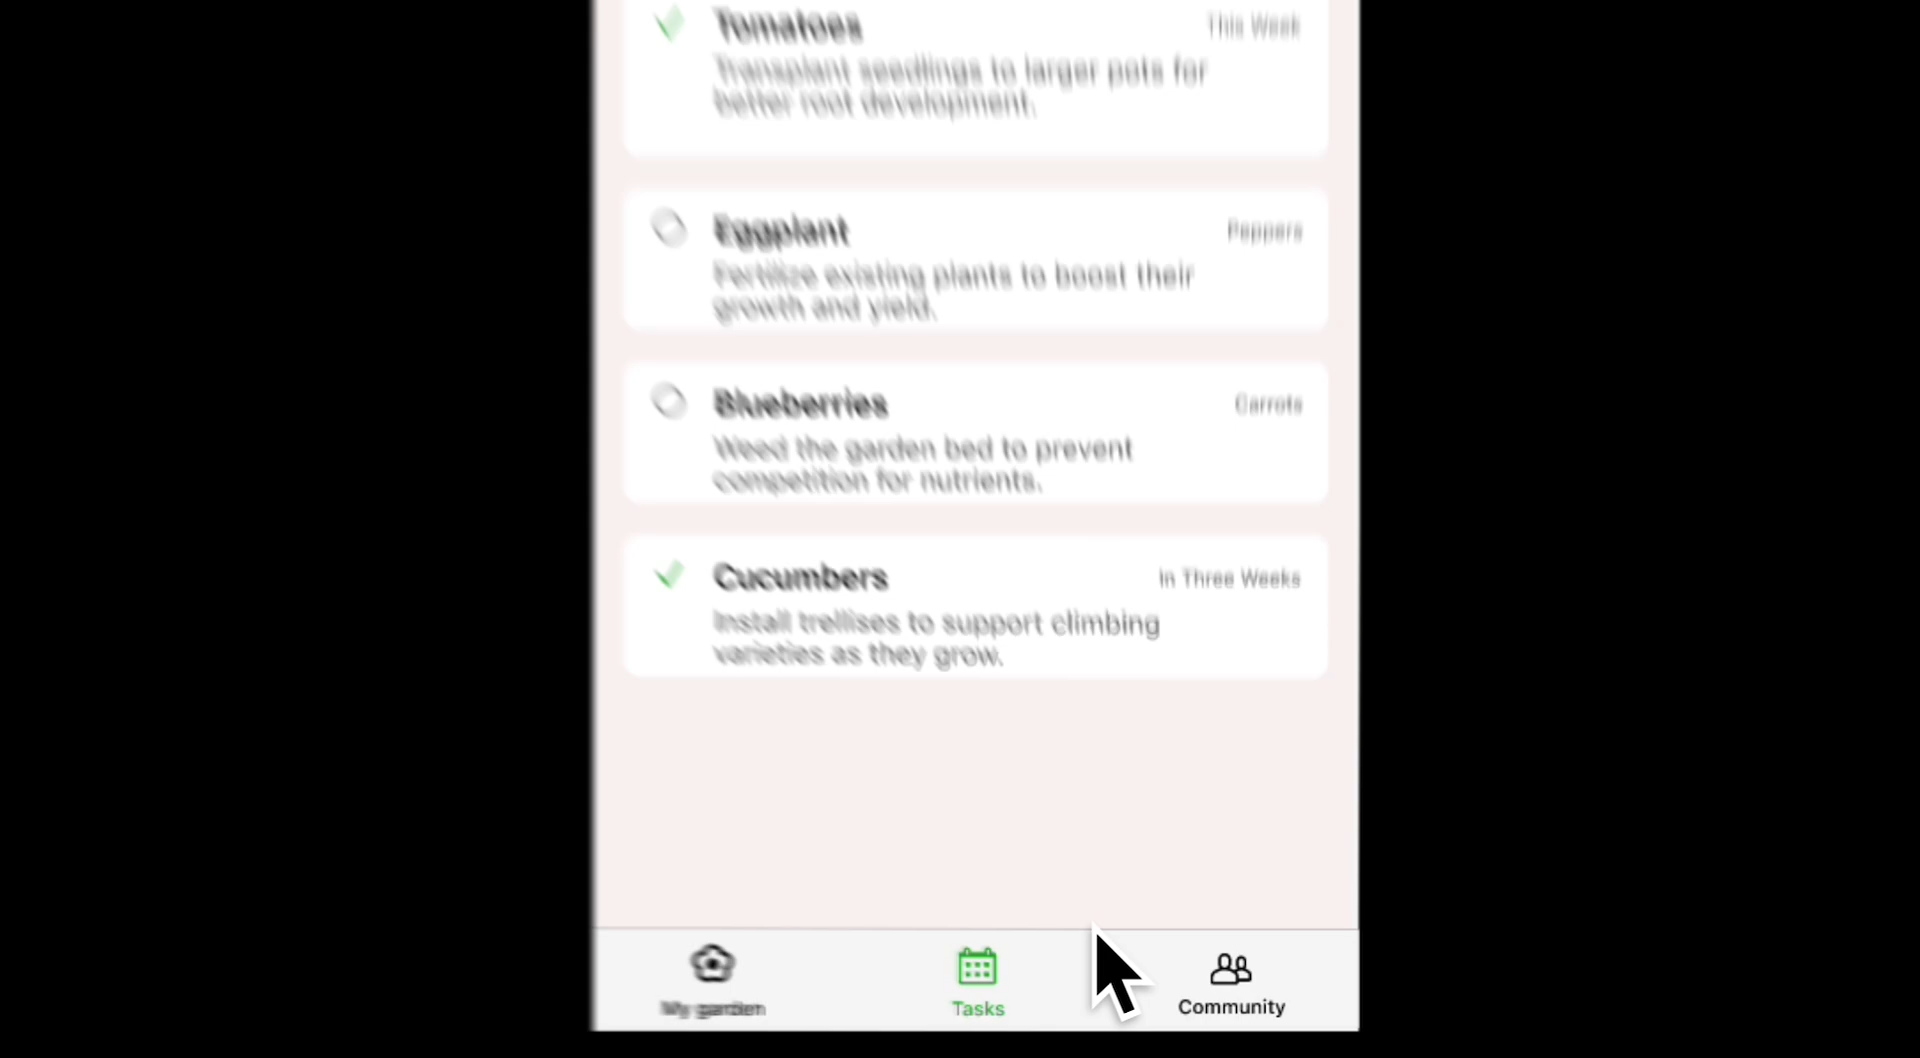 Tomatoes
This Week
Transplant seedlings to larger pots for
better root development.
Eggplant
Peppers
Fertilize existing plants to boost their
growth and yield.
Blueberries
Carrots
Weed the garden bed to prevent
competition for nutrients.
Cucumbers
In Three Weeks
Install trellises to support climbing
varieties as they grow.
My garden
Tasks
Community